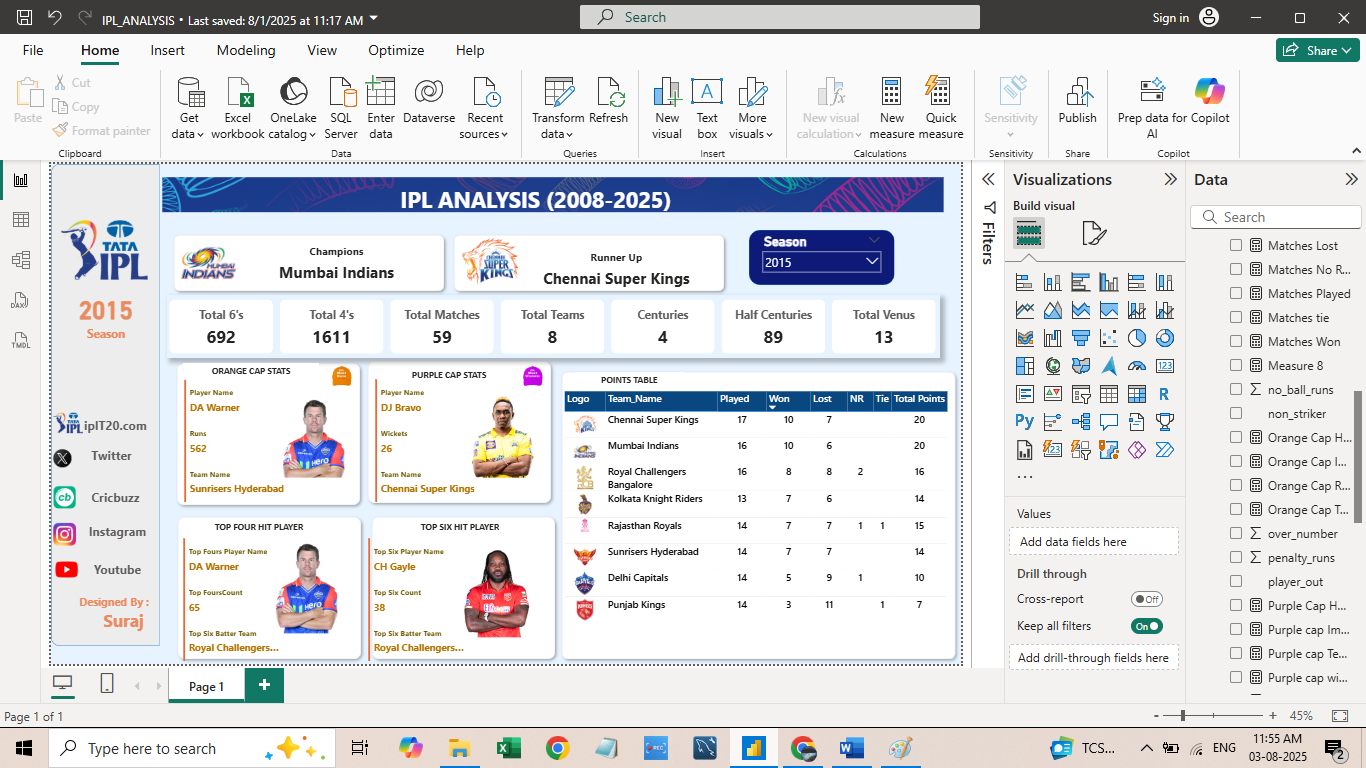 IPL_ANALYSIS • Last saved: 8/1/2025 at 11:17 AM
Search
Sign in
File Home Insert Modeling View Optimize Help
Share
Paste
Cut
Copy
Format painter
Clipboard
Get data
Excel workbook
OneLake catalog
SQL Server
Enter data
Dataverse
Recent sources
Data
Transform data
Refresh
Queries
New visual
Text box
More visuals
Insert
New visual calculation
New measure
Quick measure
Calculations
Sensitivity
Sensitivity
Publish
Share
Prep data for AI
Copilot
Copilot
DAX
TMDL
TATA
IPL
2015
Season
IPL
iplT20.com
Twitter
cb
Cricbuzz
Instagram
Youtube
Designed By :
Suraj
IPL ANALYSIS (2008-2025)
MUMBAI
INDIANS
Champions
Mumbai Indians
CHENNAI
SUPER
KINGS
Runner Up
Chennai Super Kings
Season
2015
Total 6's
692
Total 4's
1611
Total Matches
59
Total Teams
8
Centuries
4
Half Centuries
89
Total Venus
13
ORANGE CAP STATS
Player Name
DA Warner
Runs
562
Team Name
Sunrisers Hyderabad
PURPLE CAP STATS
Player Name
DJ Bravo
Wickets
26
Team Name
Chennai Super Kings
TOP FOUR HIT PLAYER
Top Fours Player Name
DA Warner
Top FoursCount
65
Top Six Batter Team
Royal Challengers...
TOP SIX HIT PLAYER
Top Six Player Name
CH Gayle
Top Six Count
38
Top Six Batter Team
Royal Challengers...
POINTS TABLE
Logo Team_Name Played Won Lost NR Tie Total Points
Chennai Super Kings 17 10 7 20
Mumbai Indians 16 10 6 20
Royal Challengers Bangalore 16 8 8 2 16
Kolkata Knight Riders 13 7 6 14
Rajasthan Royals 14 7 7 1 1 15
Sunrisers Hyderabad 14 7 7 14
Delhi Capitals 14 5 9 1 10
Punjab Kings 14 3 11 1 7
Filters
Visualizations
Build visual
123
R
Py
123
...
Values
Add data fields here
Drill through
Cross-report
Off
Keep all filters
On
Add drill-through fields here
Data
Search
Matches Lost
Matches No R...
Matches Played
Matches tie
Matches Won
Measure 8
no_ball_runs
non_striker
Orange Cap H...
Orange Cap I...
Orange Cap R...
Orange Cap T...
over_number
penalty_runs
player_out
Purple Cap H...
Purple cap Im...
Purple cap Te...
Purple cap wi...
Page 1
+
Page 1 of 1
- + 45%
Type here to search
REC
TCS...
ENG
11:55 AM
03-08-2025
2